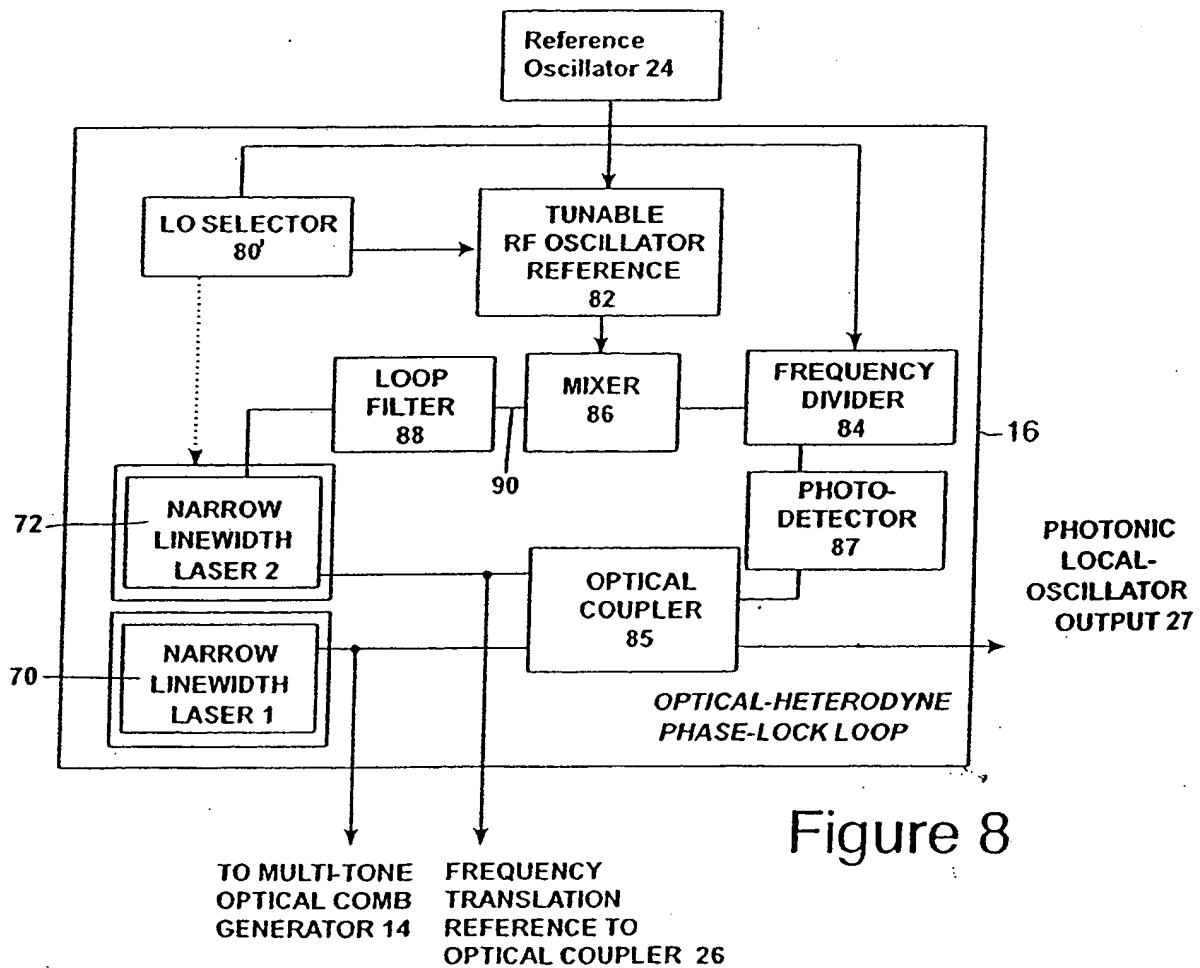 Reference
Oscillator 24
LO SELECTOR
80'
TUNABLE
RF OSCILLATOR
REFERENCE
82
LOOP
FILTER
88
MIXER
86
FREQUENCY
DIVIDER
84
16
90
PHOTO-
DETECTOR
87
72
NARROW
LINEWIDTH
LASER 2
OPTICAL
COUPLER
85
PHOTONIC
LOCAL-
OSCILLATOR
OUTPUT 27
70
NARROW
LINEWIDTH
LASER 1
OPTICAL-HETERODYNE
PHASE-LOCK LOOP
Figure 8
TO MULTI-TONE
OPTICAL COMB
GENERATOR 14
FREQUENCY
TRANSLATION
REFERENCE TO
OPTICAL COUPLER 26